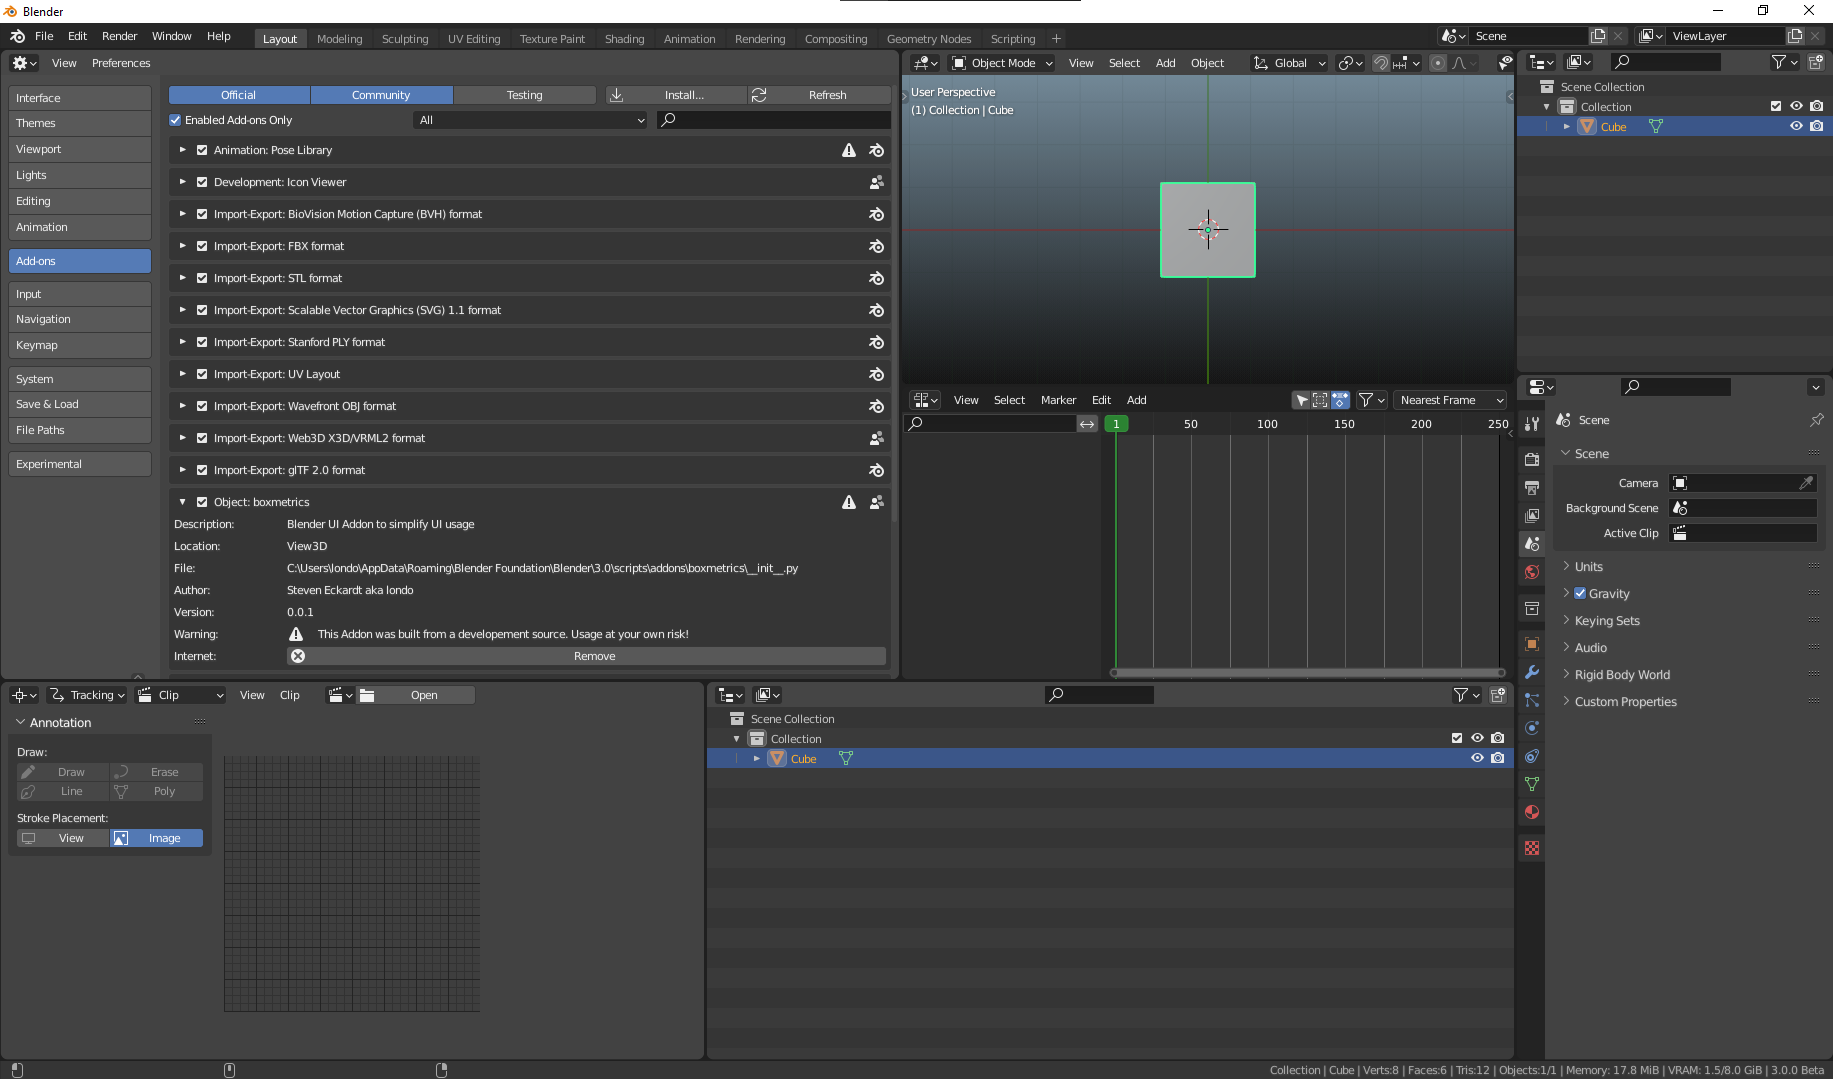 Blender
File Edit Render Window Help Layout Modeling Sculpting UV Editing Texture Paint Shading Animation Rendering Compositing Geometry Nodes Scripting + Scene ViewLayer
View Preferences
Interface
Themes
Viewport
Lights
Editing
Animation
Add-ons
Input
Navigation
Keymap
System
Save & Load
File Paths
Experimental
Official Community Testing Install... Refresh
Enabled Add-ons Only All
Animation: Pose Library
Development: Icon Viewer
Import-Export: BioVision Motion Capture (BVH) format
Import-Export: FBX format
Import-Export: STL format
Import-Export: Scalable Vector Graphics (SVG) 1.1 format
Import-Export: Stanford PLY format
Import-Export: UV Layout
Import-Export: Wavefront OBJ format
Import-Export: Web3D X3D/VRML2 format
Import-Export: glTF 2.0 format
Object: boxmetrics
Description: Blender UI Addon to simplify UI usage
Location: View3D
File: C:\Users\londo\AppData\Roaming\Blender Foundation\Blender\3.0\scripts\addons\boxmetrics\__init__.py
Author: Steven Eckardt aka londo
Version: 0.0.1
Warning: This Addon was built from a developement source. Usage at your own risk!
Internet: Remove
Object Mode View Select Add Object Global
User Perspective
(1) Collection | Cube
View Select Marker Edit Add Nearest Frame
1 50 100 150 200 250
Scene Collection
Collection
Cube
Scene
Scene
Camera
Background Scene
Active Clip
Units
Gravity
Keying Sets
Audio
Rigid Body World
Custom Properties
Tracking Clip View Clip Open
Annotation
Draw:
Draw Erase
Line Poly
Stroke Placement:
View Image
Scene Collection
Collection
Cube
Collection | Cube | Verts:8 | Faces:6 | Tris:12 | Objects:1/1 | Memory: 17.8 MiB | VRAM: 1.5/8.0 GiB | 3.0.0 Beta